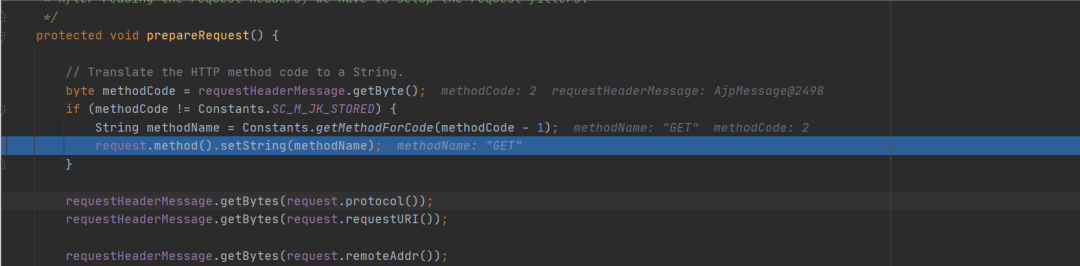 * After reading the request headers, we have to setup the request filters.
*/
protected void prepareRequest() {
// Translate the HTTP method code to a String.
byte methodCode = requestHeaderMessage.getByte();  methodCode: 2  requestHeaderMessage: AjpMessage@2498
if (methodCode != Constants.SC_M_JK_STORED) {
String methodName = Constants.getMethodForCode(methodCode - 1);  methodName: "GET"  methodCode: 2
request.method().setString(methodName);  methodName: "GET"
}
requestHeaderMessage.getBytes(request.protocol());
requestHeaderMessage.getBytes(request.requestURI());
requestHeaderMessage.getBytes(request.remoteAddr());